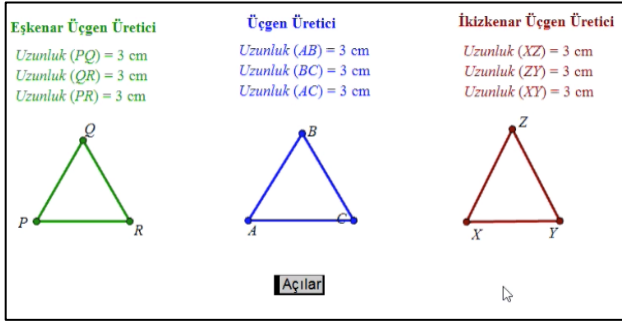 Eşkenar Üçgen Üretici
Uzunluk (PQ) = 3 cm
Uzunluk (QR) = 3 cm
Uzunluk (PR) = 3 cm
Üçgen Üretici
Uzunluk (AB) = 3 cm
Uzunluk (BC) = 3 cm
Uzunluk (AC) = 3 cm
İkizkenar Üçgen Üretici
Uzunluk (XZ) = 3 cm
Uzunluk (ZY) = 3 cm
Uzunluk (XY) = 3 cm
Q
P
R
B
A
C
Z
X
Y
Açılar